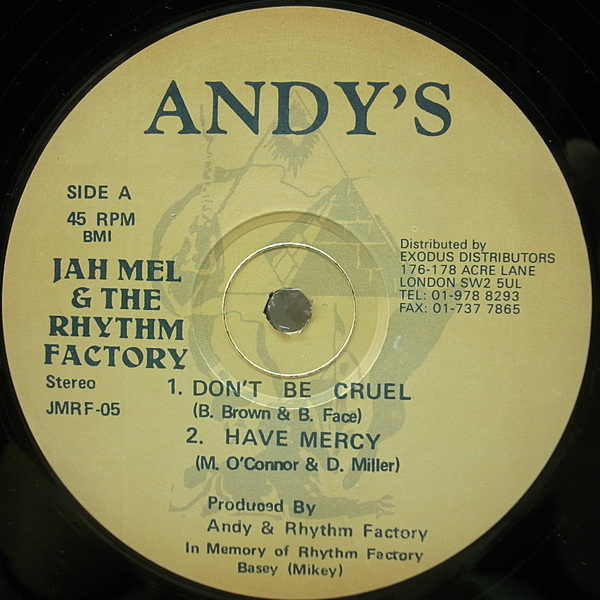 ANDY'S
SIDE A
45 RPM
BMI
JAH MEL
& THE
RHYTHM
FACTORY
Stereo
JMRF-05
Distributed by
EXODUS DISTRIBUTORS
176-178 ACRE LANE
LONDON SW2 5UL
TEL: 01-978 8293
FAX: 01-737 7865
1. DON'T BE CRUEL
(B. Brown & B. Face)
2. HAVE MERCY
(M. O'Connor & D. Miller)
Produced By
Andy & Rhythm Factory
In Memory of Rhythm Factory
Basey (Mikey)